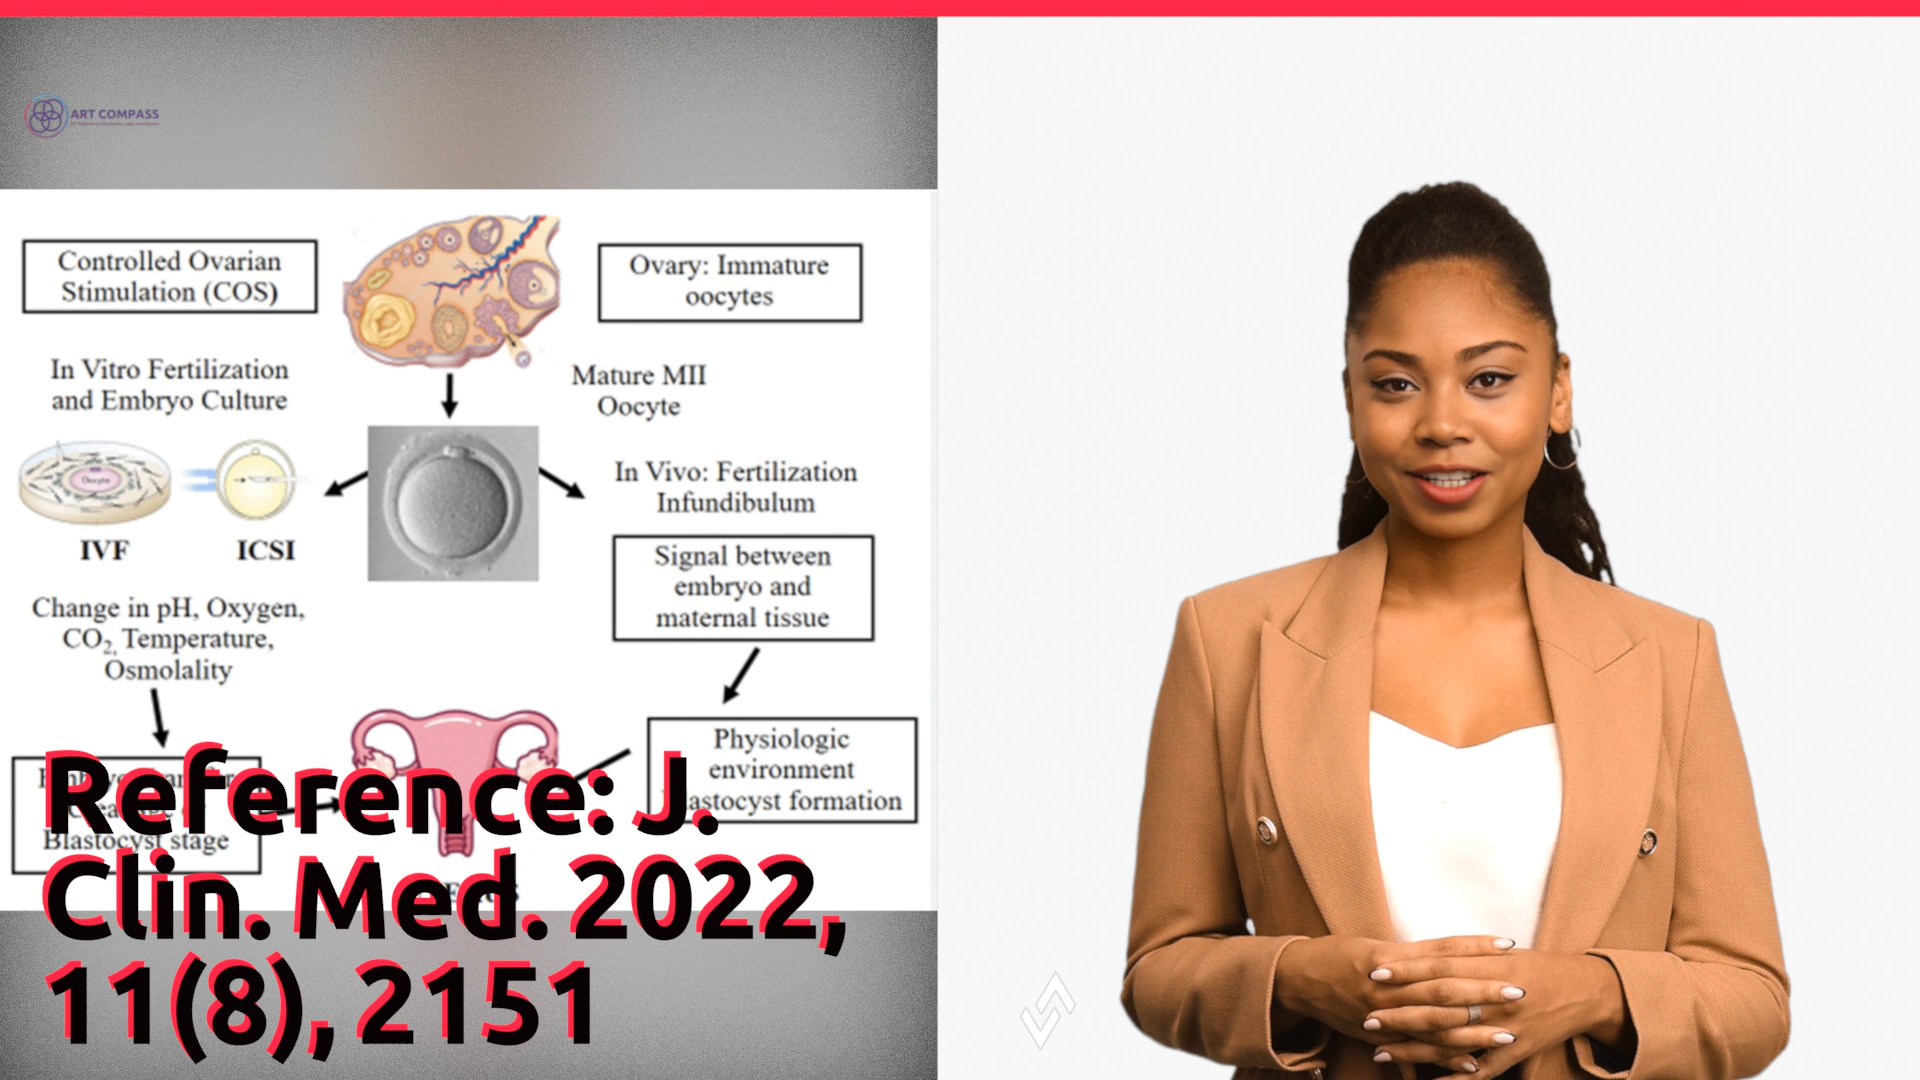 ART COMPASS
Controlled Ovarian
Stimulation (COS)
Ovary: Immature
oocytes
In Vitro Fertilization
and Embryo Culture
Mature MII
Oocyte
Oocyte
IVF
ICSI
In Vivo: Fertilization
Infundibulum
Signal between
embryo and
maternal tissue
Change in pH, Oxygen,
CO2, Temperature,
Osmolality
Physiologic
environment
formation
Blastocyst stage
Reference: J.
Clin. Med. 2022,
11(8), 2151